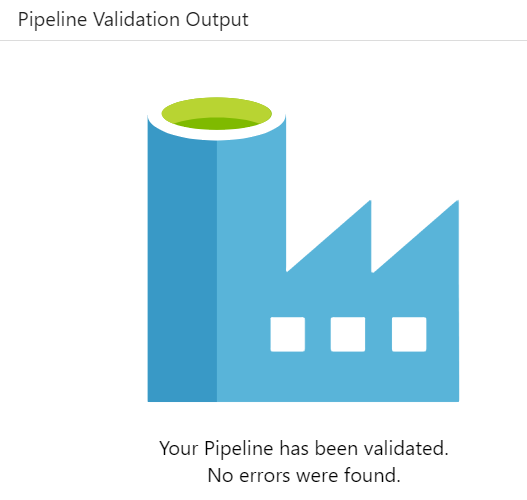 Pipeline Validation Output
Your Pipeline has been validated.
No errors were found.